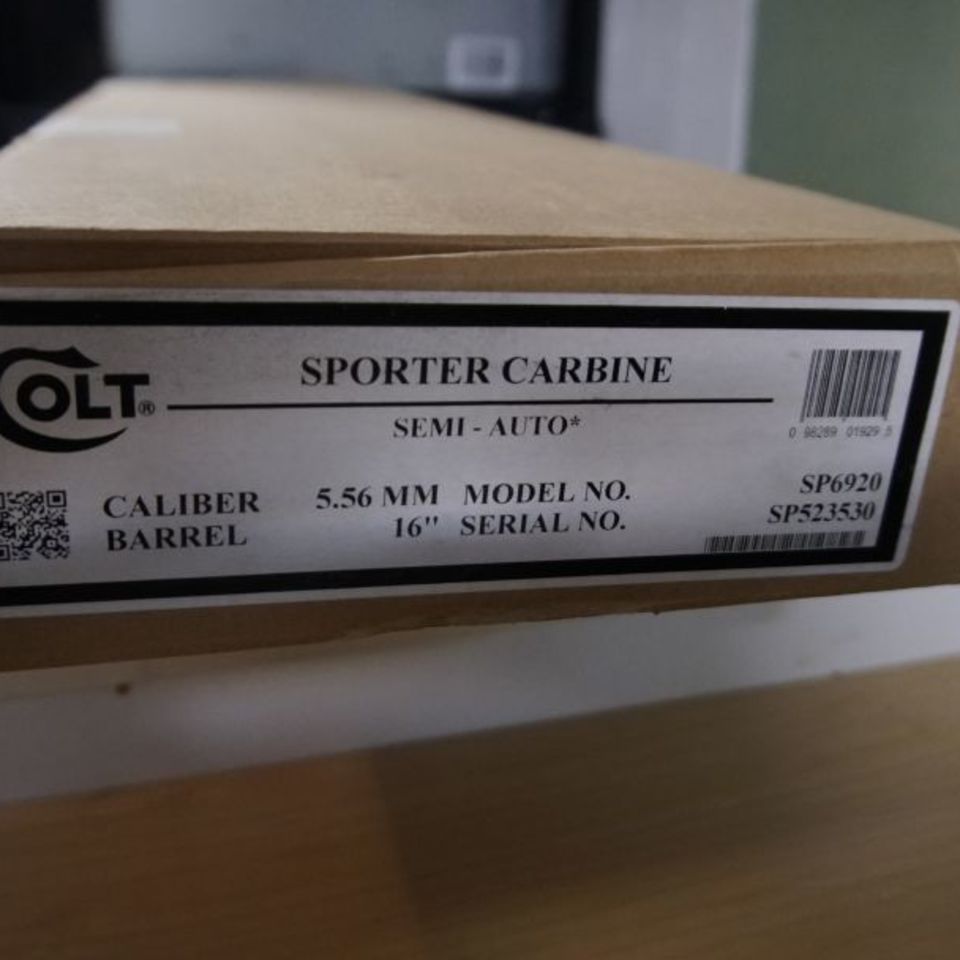 SPORTER CARBINE
COLT®
SEMI - AUTO*
0 98289 01929 5
CALIBER 5.56 MM MODEL NO. SP6920
BARREL 16" SERIAL NO. SP523530